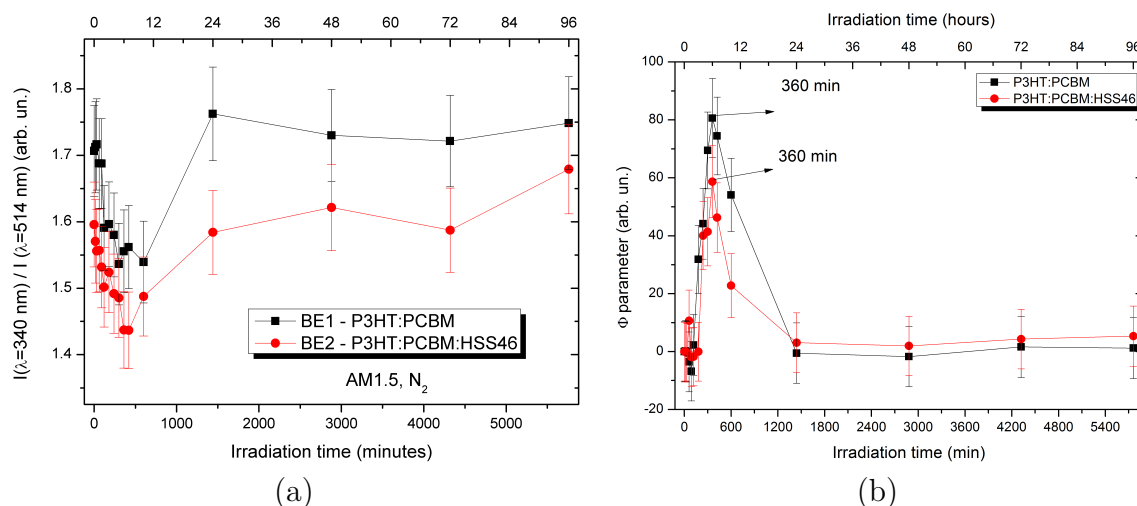 0 12 24 36 48 60 72 84 96
1.8
1.7
1.6
1.5
1.4
I(λ=340 nm) / I (λ=514 nm) (arb. un.)
BE1 - P3HT:PCBM
BE2 - P3HT:PCBM:HSS46
AM1.5, N₂
0 1000 2000 3000 4000 5000
Irradiation time (minutes)
(a)
Irradiation time (hours)
0 12 24 36 48 60 72 84 96
100
80
60
40
20
0
-20
Φ parameter (arb. un.)
P3HT:PCBM
P3HT:PCBM:HSS46
360 min
360 min
0 600 1200 1800 2400 3000 3600 4200 4800 5400
Irradiation time (min)
(b)